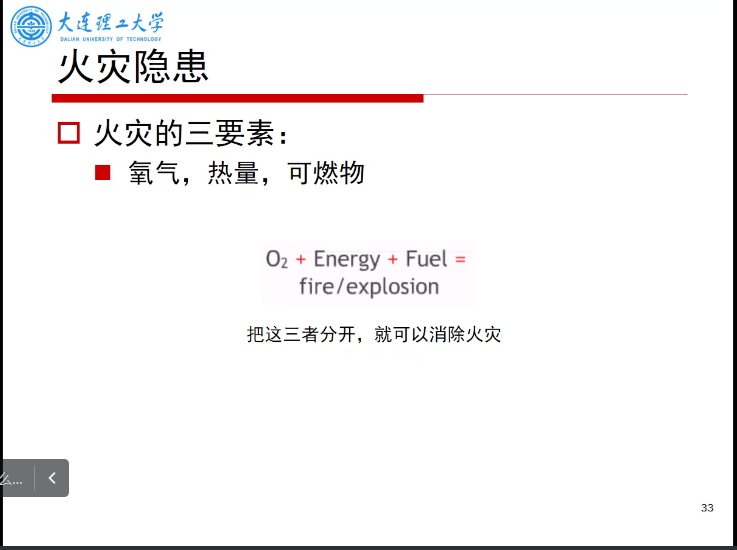 大连理工大学
DALIAN UNIVERSITY OF TECHNOLOGY
火灾隐患
火灾的三要素：
氧气，热量，可燃物
O₂ + Energy + Fuel =
fire/explosion
把这三者分开，就可以消除火灾
么...
33